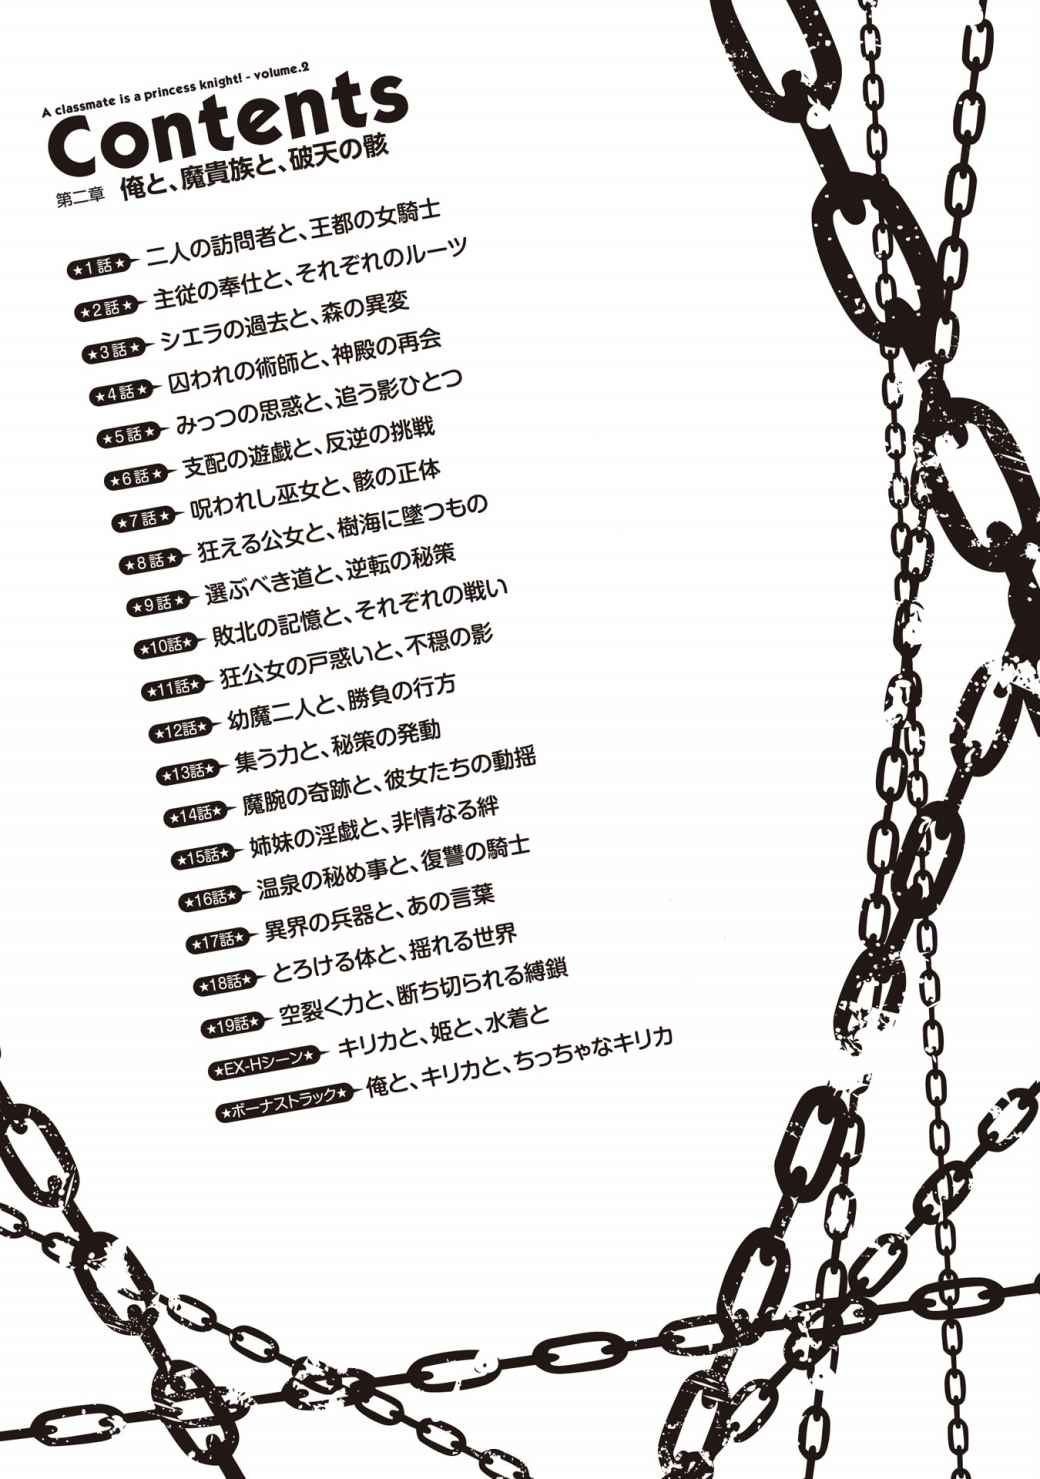 A classmate is a princess knight! - volume.2
Contents
第二章 俺と、魔貴族と、破天の骸
★1話★ 二人の訪問者と、王都の女騎士
★2話★ 主従の奉仕と、それぞれのルーツ
★3話★ シエラの過去と、森の異変
★4話★ 囚われの術師と、神殿の再会
★5話★ みっつの思惑と、追う影ひとつ
★6話★ 支配の遊戯と、反逆の挑戦
★7話★ 呪われし巫女と、骸の正体
★8話★ 狂える公女と、樹海に墜つもの
★9話★ 選ぶべき道と、逆転の秘策
★10話★ 敗北の記憶と、それぞれの戦い
★11話★ 狂公女の戸惑いと、不穏の影
★12話★ 幼魔二人と、勝負の行方
★13話★ 集う力と、秘策の発動
★14話★ 魔腕の奇跡と、彼女たちの動揺
★15話★ 姉妹の淫戯と、非情なる絆
★16話★ 温泉の秘め事と、復讐の騎士
★17話★ 異界の兵器と、あの言葉
★18話★ とろける体と、揺れる世界
★19話★ 空裂く力と、断ち切られる縛鎖
★EX-Hシーン★ キリカと、姫と、水着と
★ボーナストラック★ 俺と、キリカと、ちっちゃなキリカ